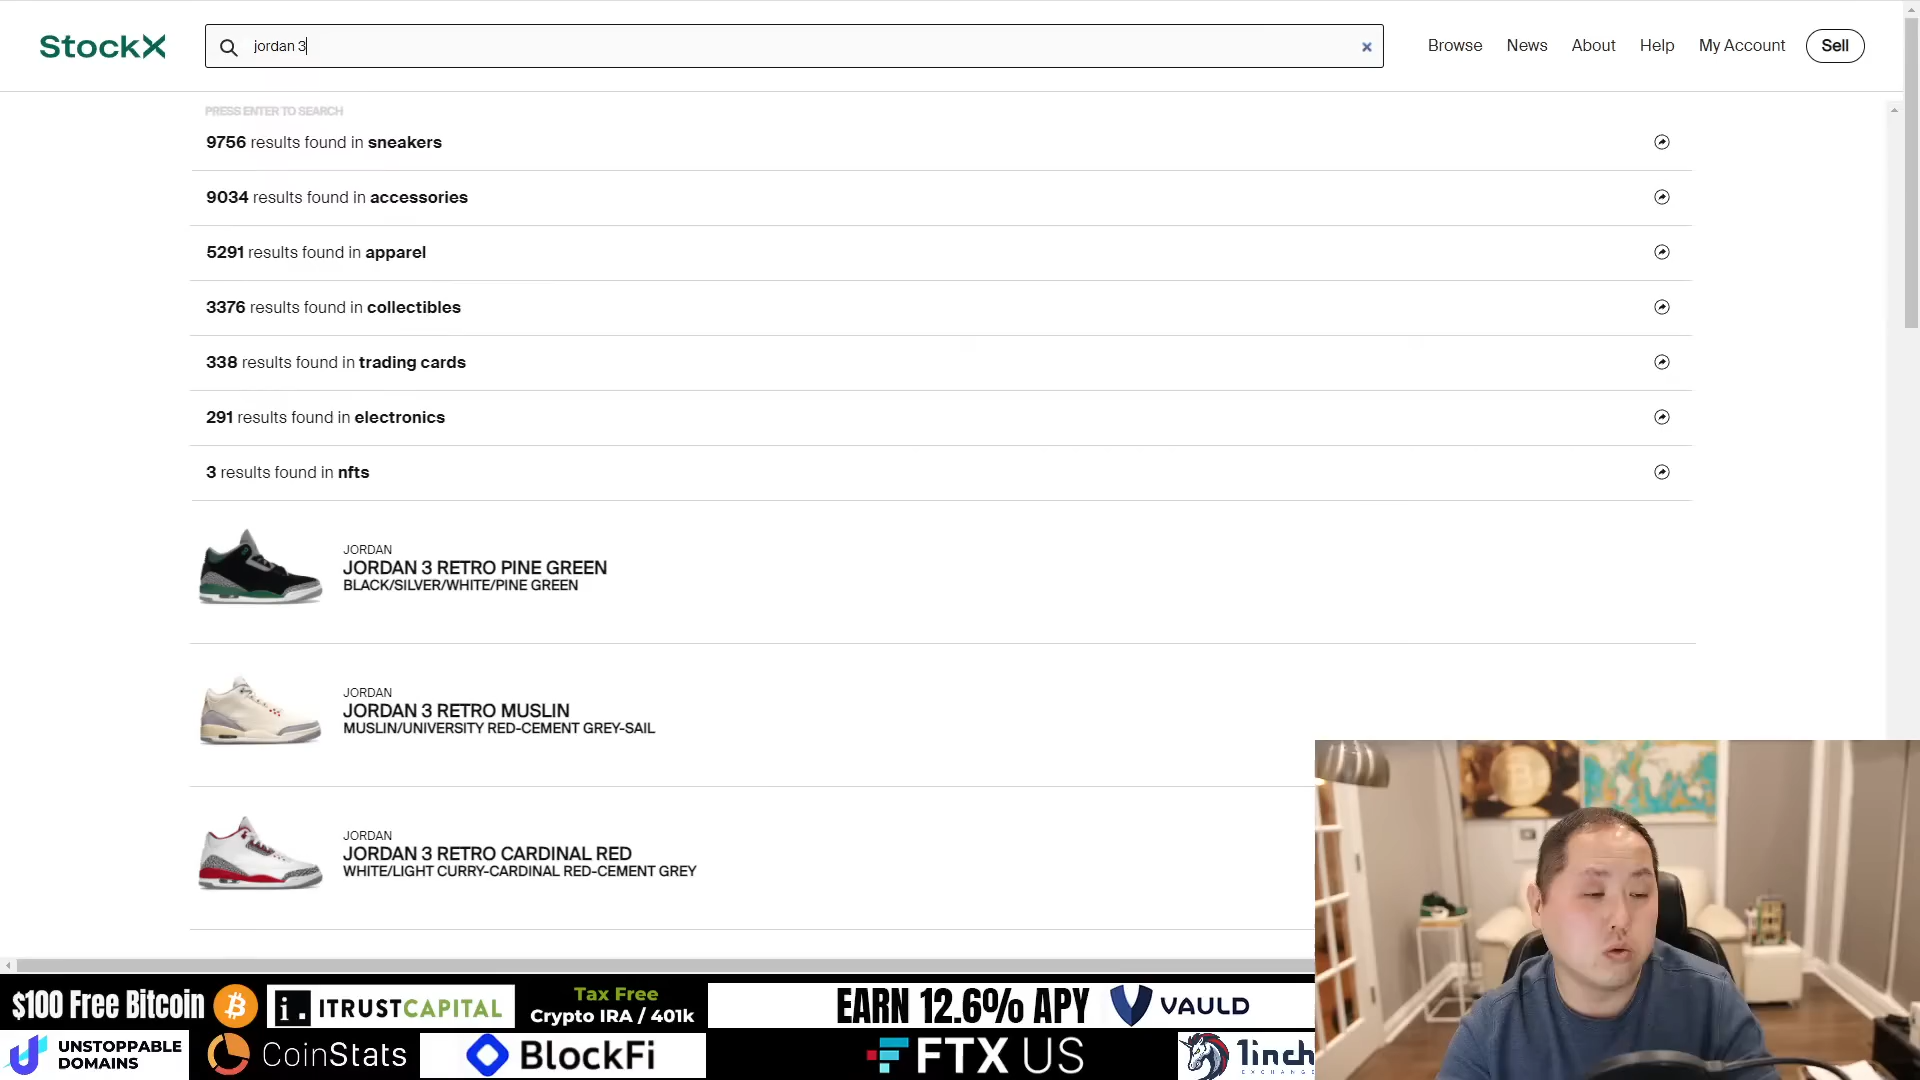 StockX
jordan 3
Browse
News
About
Help
My Account
Sell
PRESS ENTER TO SEARCH
9756 results found in sneakers
9034 results found in accessories
5291 results found in apparel
3376 results found in collectibles
338 results found in trading cards
291 results found in electronics
3 results found in nfts
JORDAN
JORDAN 3 RETRO PINE GREEN
BLACK/SILVER/WHITE/PINE GREEN
JORDAN
JORDAN 3 RETRO MUSLIN
MUSLIN/UNIVERSITY RED-CEMENT GREY-SAIL
JORDAN
JORDAN 3 RETRO CARDINAL RED
WHITE/LIGHT CURRY-CARDINAL RED-CEMENT GREY
$100 Free Bitcoin
i. ITRUSTCAPITAL
Tax Free
Crypto IRA / 401k
EARN 12.6% APY
VAULD
UNSTOPPABLE
DOMAINS
CoinStats
BlockFi
FTX US
1inch
EXCHANGE